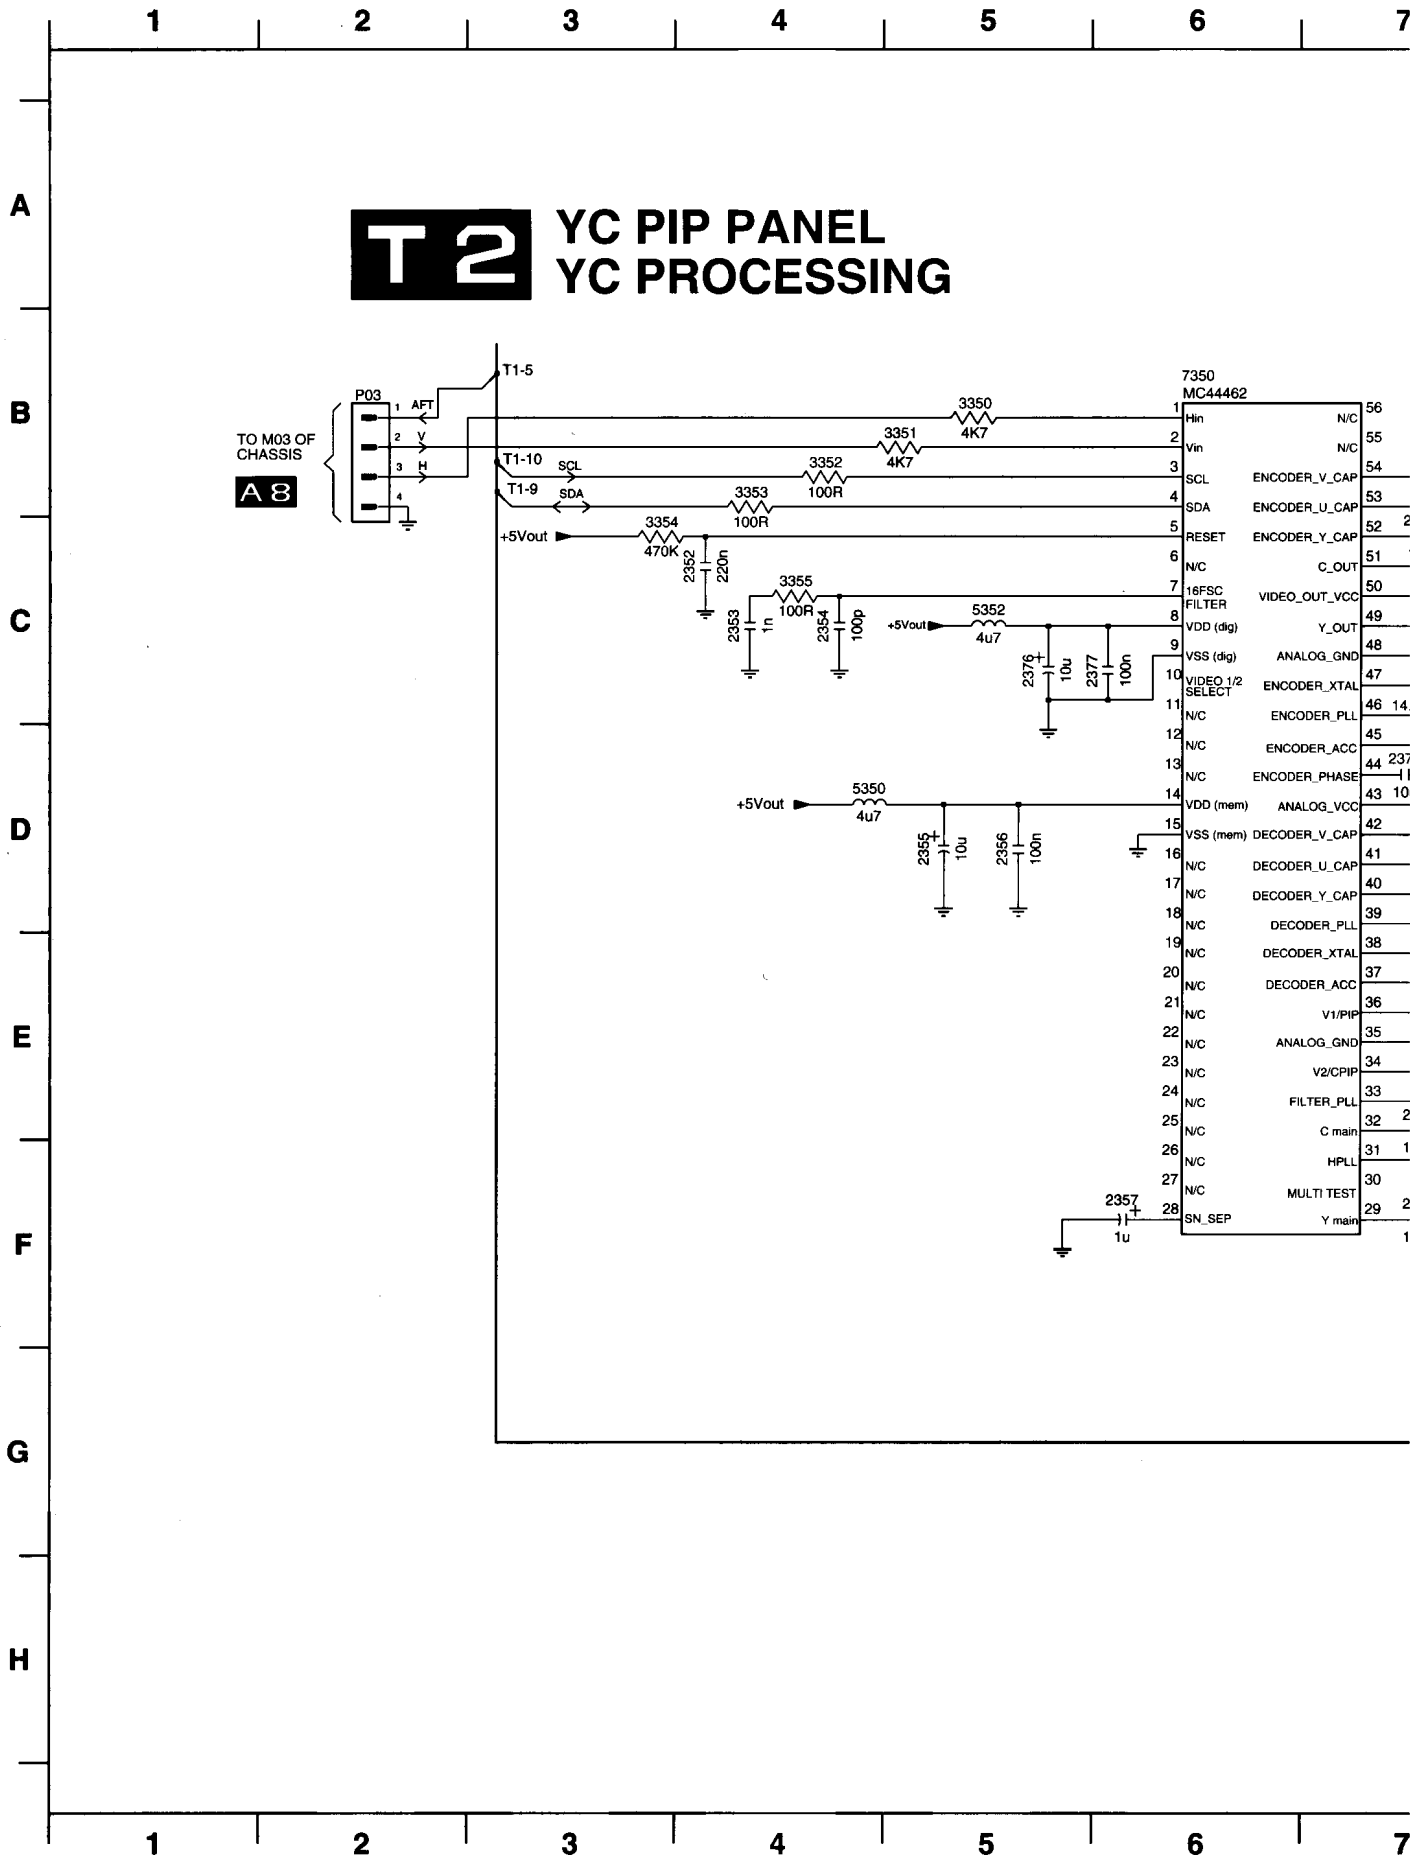 1 2 3 4 5 6 7
A
T 2 YC PIP PANEL
YC PROCESSING
B
T1-5
P03
1 AFT
2 V
3 H
4
TO M03 OF
CHASSIS
A 8
T1-10
SCL
T1-9
SDA
3350
4K7
3351
4K7
3352
100R
3353
100R
+5Vout
3354
470K
2352
220n
C
3355
100R
2353
1n
2354
100p
+5Vout
5352
4u7
2376
+
10u
2377
100n
D
+5Vout
5350
4u7
2355
+
10u
2356
100n
7350
MC44462
1 Hin N/C 56
2 Vin N/C 55
3 SCL ENCODER_V_CAP 54
4 SDA ENCODER_U_CAP 53
5 RESET ENCODER_Y_CAP 52 2
6 N/C C_OUT 51
7 16FSC FILTER VIDEO_OUT_VCC 50
8 VDD (dig) Y_OUT 49
9 VSS (dig) ANALOG_GND 48
10 VIDEO 1/2 SELECT ENCODER_XTAL 47
11 N/C ENCODER_PLL 46 14.
12 N/C ENCODER_ACC 45
13 N/C ENCODER_PHASE 44 237
14 VDD (mem) ANALOG_VCC 43 10
15 VSS (mem) DECODER_V_CAP 42
16 N/C DECODER_U_CAP 41
17 N/C DECODER_Y_CAP 40
18 N/C DECODER_PLL 39
19 N/C DECODER_XTAL 38
20 N/C DECODER_ACC 37
21 N/C V1/PIP 36
22 N/C ANALOG_GND 35
23 N/C V2/CPIP 34
24 N/C FILTER_PLL 33
25 N/C C main 32 2
26 N/C HPLL 31 1
27 N/C MULTI TEST 30
28 SN_SEP Y main 29 2
1
2357
+
1u
E
F
G
H
1 2 3 4 5 6 7